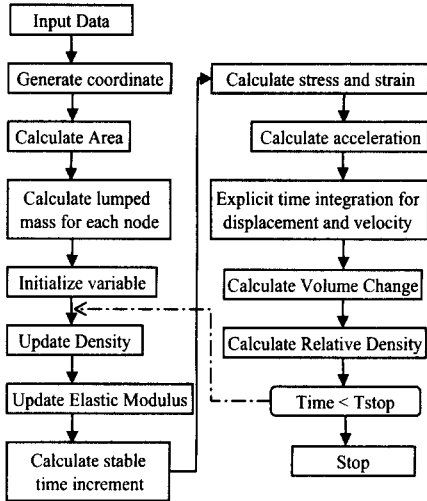 Input Data
Generate coordinate
Calculate Area
Calculate lumped
mass for each node
Initialize variable
Update Density
Update Elastic Modulus
Calculate stable
time increment
Calculate stress and strain
Calculate acceleration
Explicit time integration for
displacement and velocity
Calculate Volume Change
Calculate Relative Density
Time < Tstop
Stop